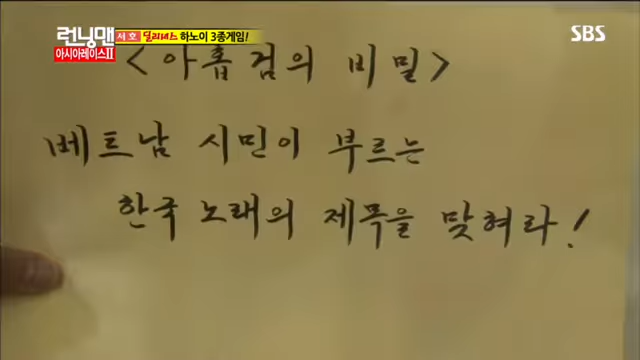 런닝맨 서호 딜리셔스 하노이 3종게임!
아시아레이스II
SBS
<아홉 검의 비밀>
베트남 시민이 부르는
한국 노래의 제목을 맞혀라!